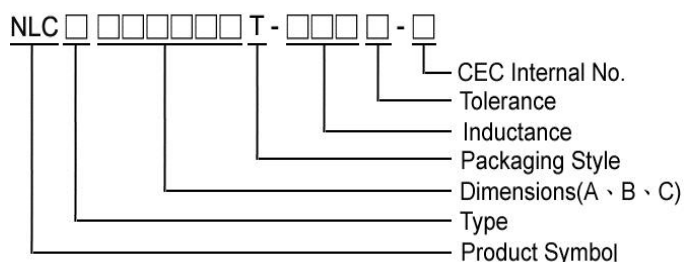 NLC□ □□□□□□T-□□□ □-□
CEC Internal No.
Tolerance
Inductance
Packaging Style
Dimensions(A、B、C)
Type
Product Symbol